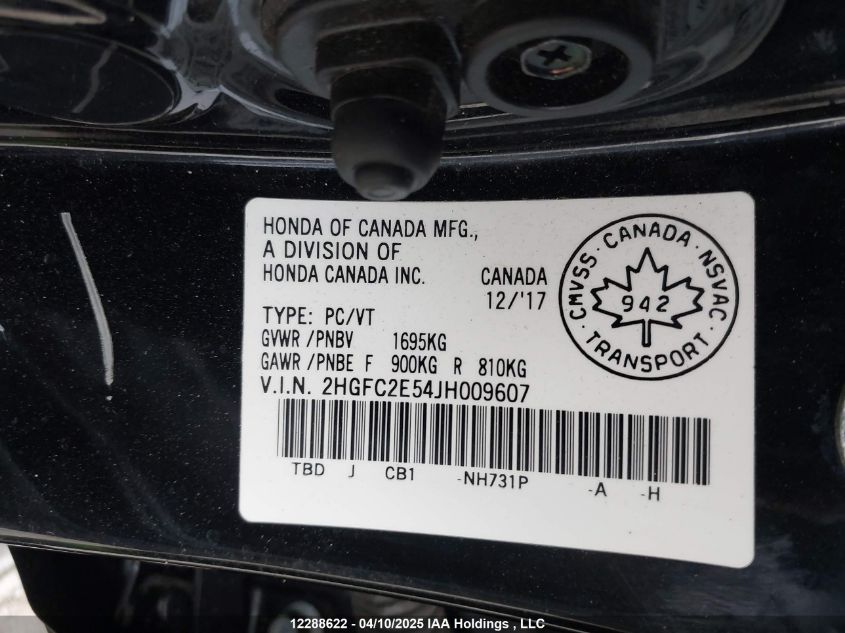 HONDA OF CANADA MFG.,
A DIVISION OF
HONDA CANADA INC. CANADA
12/'17
TYPE: PC/VT
GVWR /PNBV 1695KG
GAWR /PNBE F 900KG R 810KG
V.I.N. 2HGFC2E54JH009607
TBD J CB1 -NH731P -A -H
CMVSS · CANADA · NSVAC
942
· TRANSPORT ·
12288622 - 04/10/2025 IAA Holdings , LLC